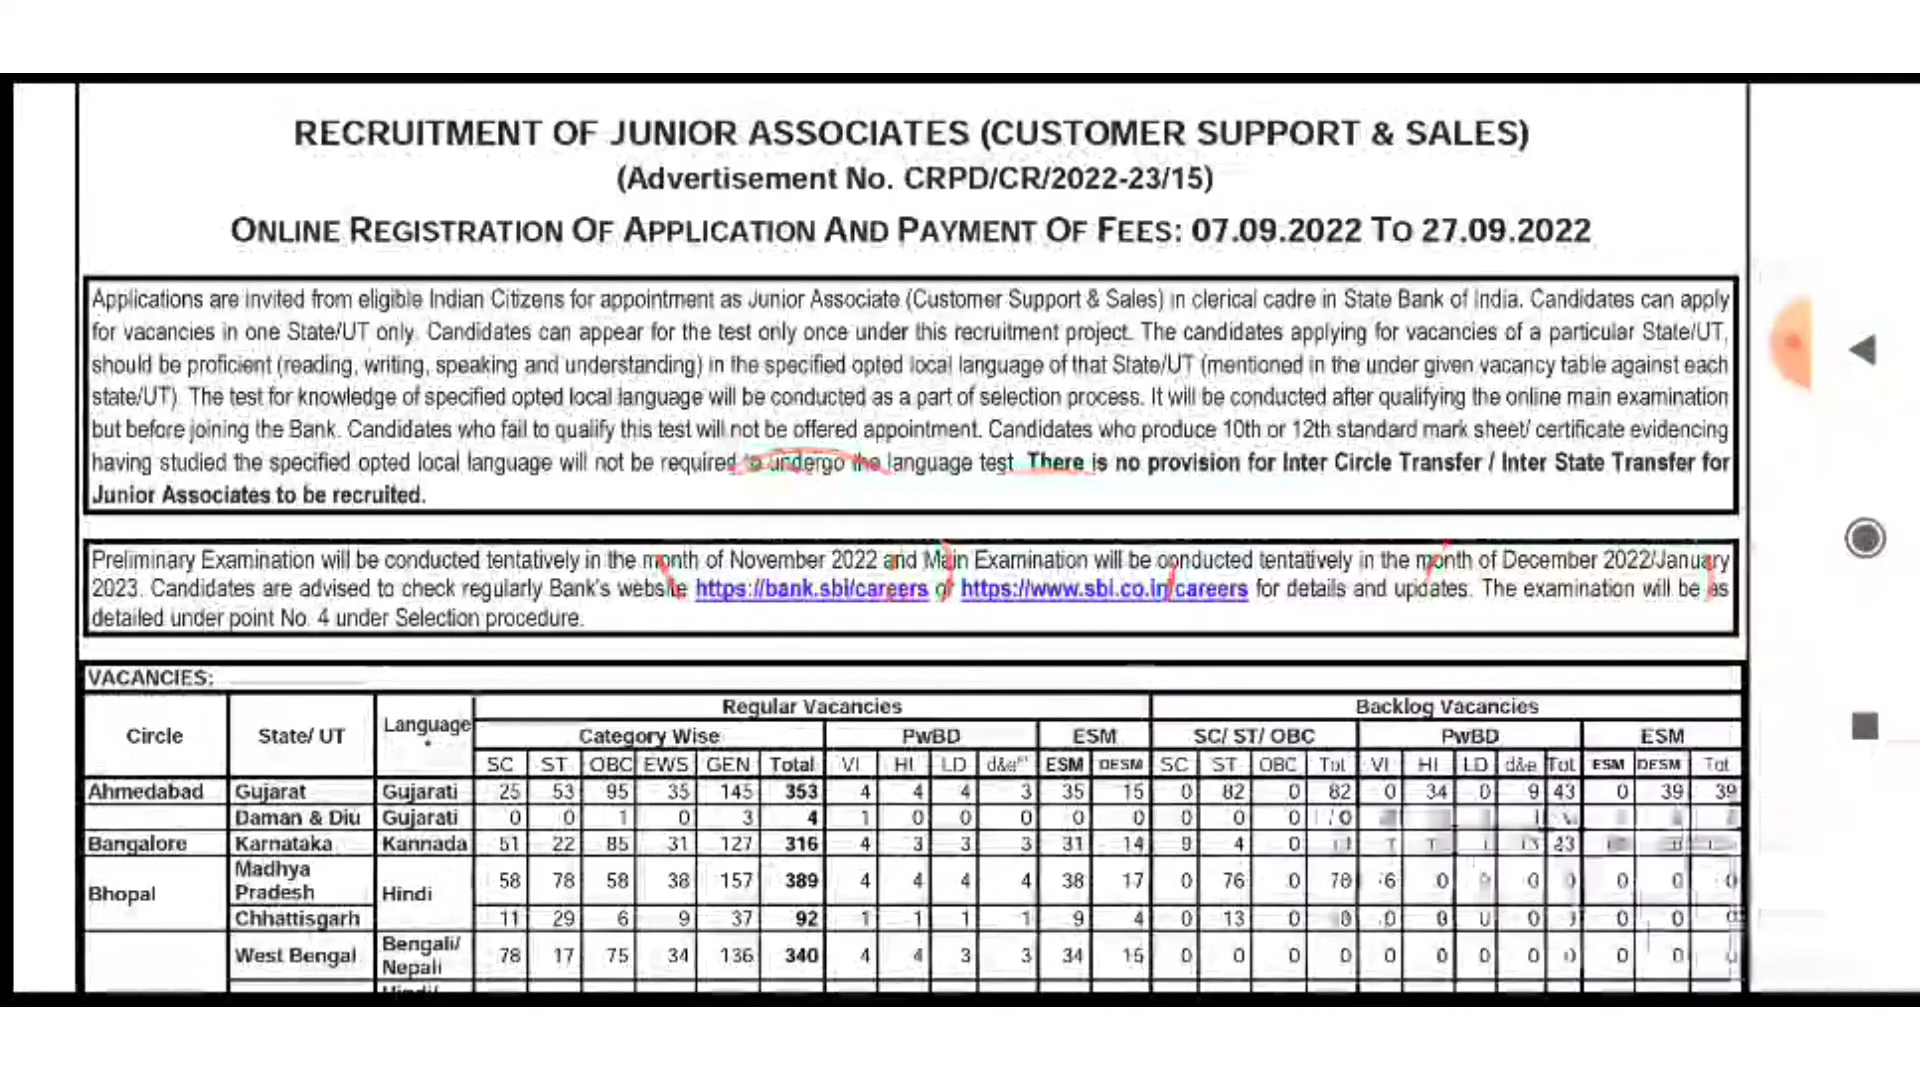 RECRUITMENT OF JUNIOR ASSOCIATES (CUSTOMER SUPPORT & SALES)
(Advertisement No. CRPD/CR/2022-23/15)
ONLINE REGISTRATION OF APPLICATION AND PAYMENT OF FEES: 07.09.2022 TO 27.09.2022
Applications are invited from eligible Indian Citizens for appointment as Junior Associate (Customer Support & Sales) in clerical cadre in State Bank of India. Candidates can apply
for vacancies in one State/UT only. Candidates can appear for the test only once under this recruitment project. The candidates applying for vacancies of a particular State/UT,
should be proficient (reading, writing, speaking and understanding) in the specified opted local language of that State/UT (mentioned in the under given vacancy table against each
state/UT). The test for knowledge of specified opted local language will be conducted as a part of selection process. It will be conducted after qualifying the online main examination
but before joining the Bank. Candidates who fail to qualify this test will not be offered appointment. Candidates who produce 10th or 12th standard mark sheet/ certificate evidencing
having studied the specified opted local language will not be required to undergo the language test. There is no provision for Inter Circle Transfer / Inter State Transfer for
Junior Associates to be recruited.
Preliminary Examination will be conducted tentatively in the month of November 2022 and Main Examination will be conducted tentatively in the month of December 2022/January
2023. Candidates are advised to check regularly Bank's website https://bank.sbi/careers or https://www.sbi.co.in/careers for details and updates. The examination will be as
detailed under point No. 4 under Selection procedure.
VACANCIES:
Circle State/ UT Language * Regular Vacancies Backlog Vacancies
Category Wise PwBD ESM SC/ ST/ OBC PwBD ESM
SC ST OBC EWS GEN Total VI HI LD d&e ESM DESM SC ST OBC Tot VI HI LD d&e Tot ESM DESM Tot
Ahmedabad Gujarat Gujarati 25 53 95 35 145 353 4 4 4 3 35 15 0 82 0 82 0 34 0 9 43 0 39 39
Daman & Diu Gujarati 0 0 1 0 3 4 1 0 0 0 0 0 0 0 0 0
Bangalore Karnataka Kannada 51 22 85 31 127 316 4 3 3 3 31 14 9 4 0 23
Bhopal Madhya Pradesh Hindi 58 78 58 38 157 389 4 4 4 4 38 17 0 76 0 0 0 0 0 0
Chhattisgarh 11 29 6 9 37 92 1 1 1 1 9 4 0 13 0 0 0 0 0 0 0
West Bengal Bengali/ Nepali 78 17 75 34 136 340 4 4 3 3 34 15 0 0 0 0 0 0 0 0 0 0